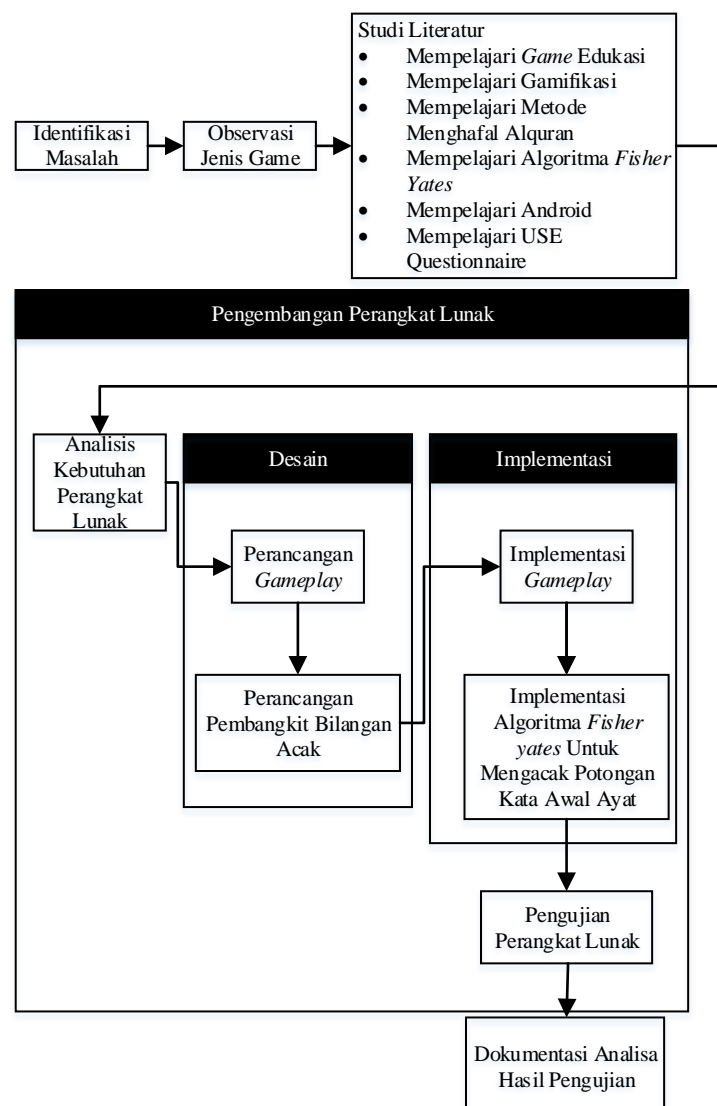 Identifikasi
Masalah
Observasi
Jenis Game
Studi Literatur
• Mempelajari Game Edukasi
• Mempelajari Gamifikasi
• Mempelajari Metode
Menghafal Alquran
• Mempelajari Algoritma Fisher
Yates
• Mempelajari Android
• Mempelajari USE
Questionnaire
Pengembangan Perangkat Lunak
Analisis
Kebutuhan
Perangkat
Lunak
Desain
Perancangan
Gameplay
Perancangan
Pembangkit Bilangan
Acak
Implementasi
Implementasi
Gameplay
Implementasi
Algoritma Fisher
yates Untuk
Mengacak Potongan
Kata Awal Ayat
Pengujian
Perangkat Lunak
Dokumentasi Analisa
Hasil Pengujian